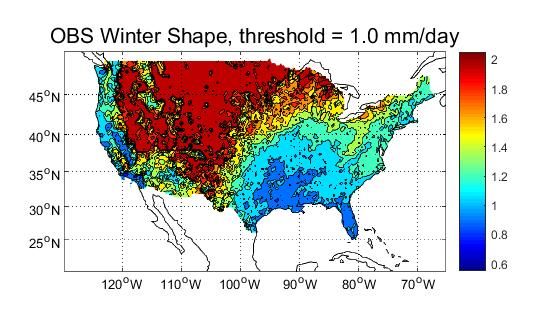 OBS Winter Shape, threshold = 1.0 mm/day
45°N
40°N
35°N
30°N
25°N
120°W
110°W
100°W
90°W
80°W
70°W
2
1.8
1.6
1.4
1.2
1
0.8
0.6